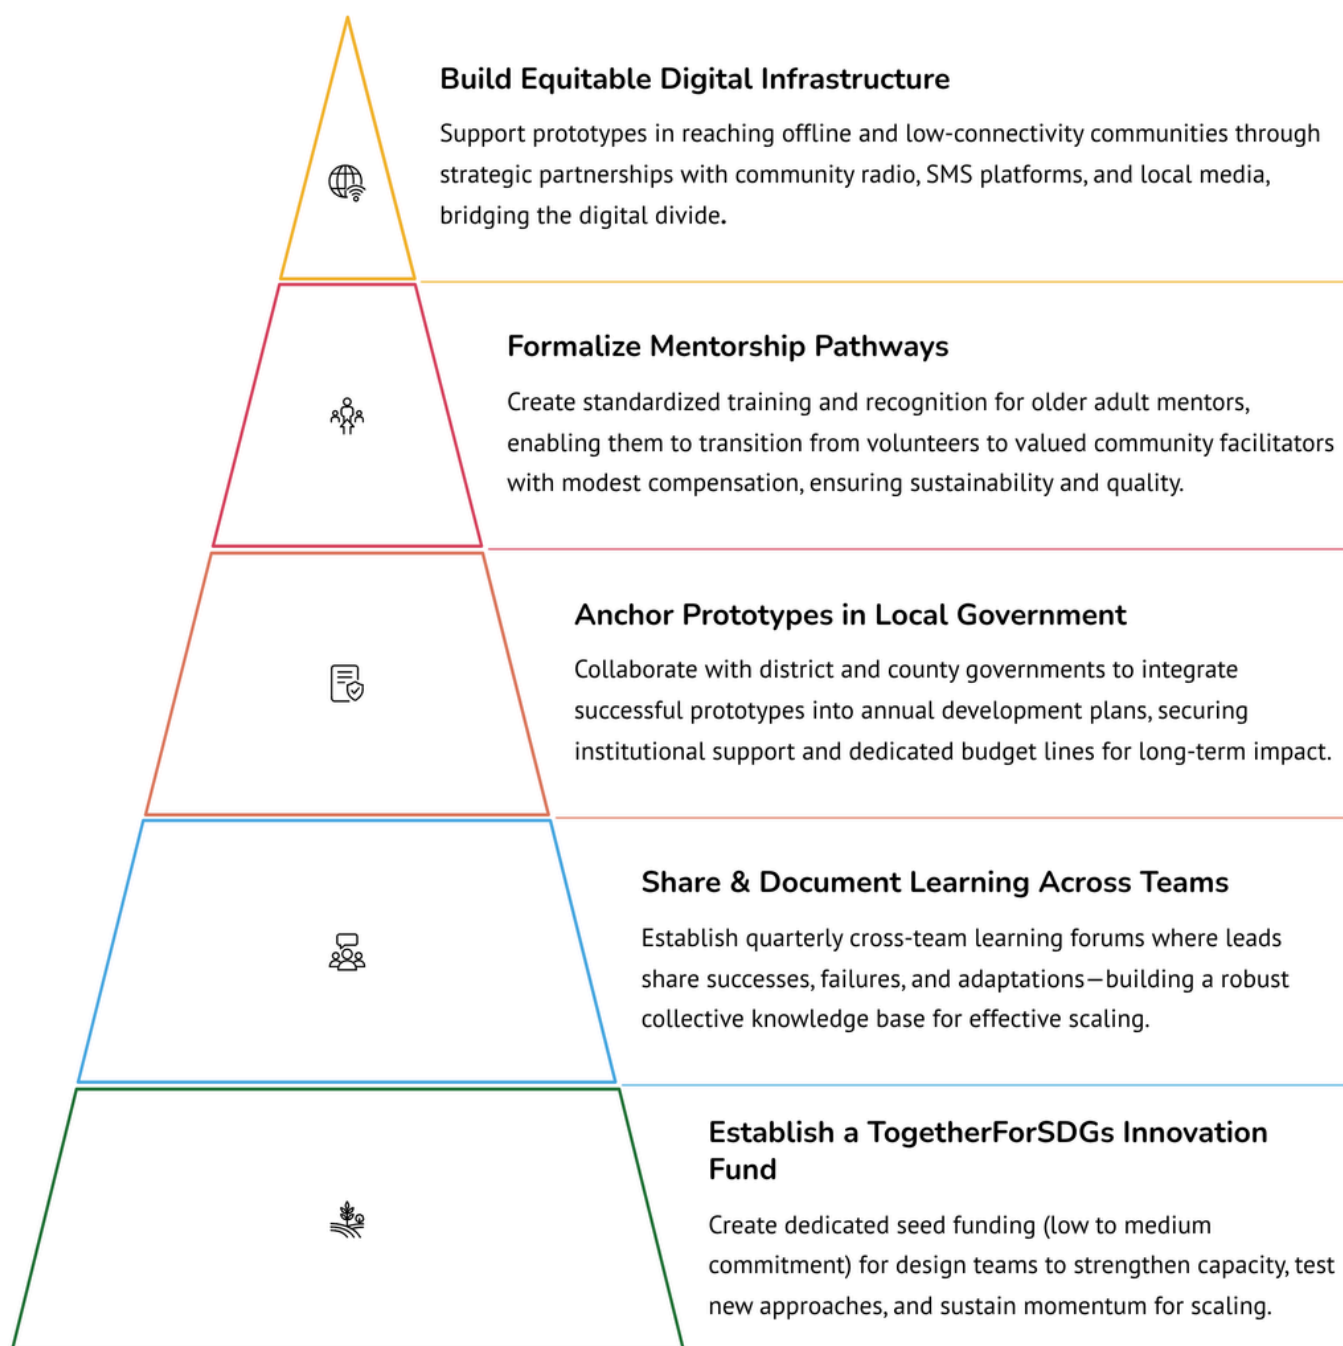 Build Equitable Digital Infrastructure
Support prototypes in reaching offline and low-connectivity communities through
strategic partnerships with community radio, SMS platforms, and local media,
bridging the digital divide.
Formalize Mentorship Pathways
Create standardized training and recognition for older adult mentors,
enabling them to transition from volunteers to valued community facilitators
with modest compensation, ensuring sustainability and quality.
Anchor Prototypes in Local Government
Collaborate with district and county governments to integrate
successful prototypes into annual development plans, securing
institutional support and dedicated budget lines for long-term impact.
Share & Document Learning Across Teams
Establish quarterly cross-team learning forums where leads
share successes, failures, and adaptations—building a robust
collective knowledge base for effective scaling.
Establish a TogetherForSDGs Innovation
Fund
Create dedicated seed funding (low to medium
commitment) for design teams to strengthen capacity, test
new approaches, and sustain momentum for scaling.